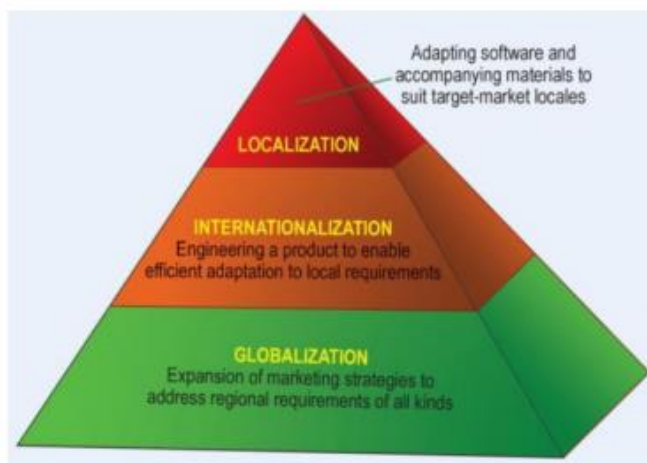 Adapting software and
accompanying materials to
suit target-market locales
LOCALIZATION
INTERNATIONALIZATION
Engineering a product to enable
efficient adaptation to local requirements
GLOBALIZATION
Expansion of marketing strategies to
address regional requirements of all kinds